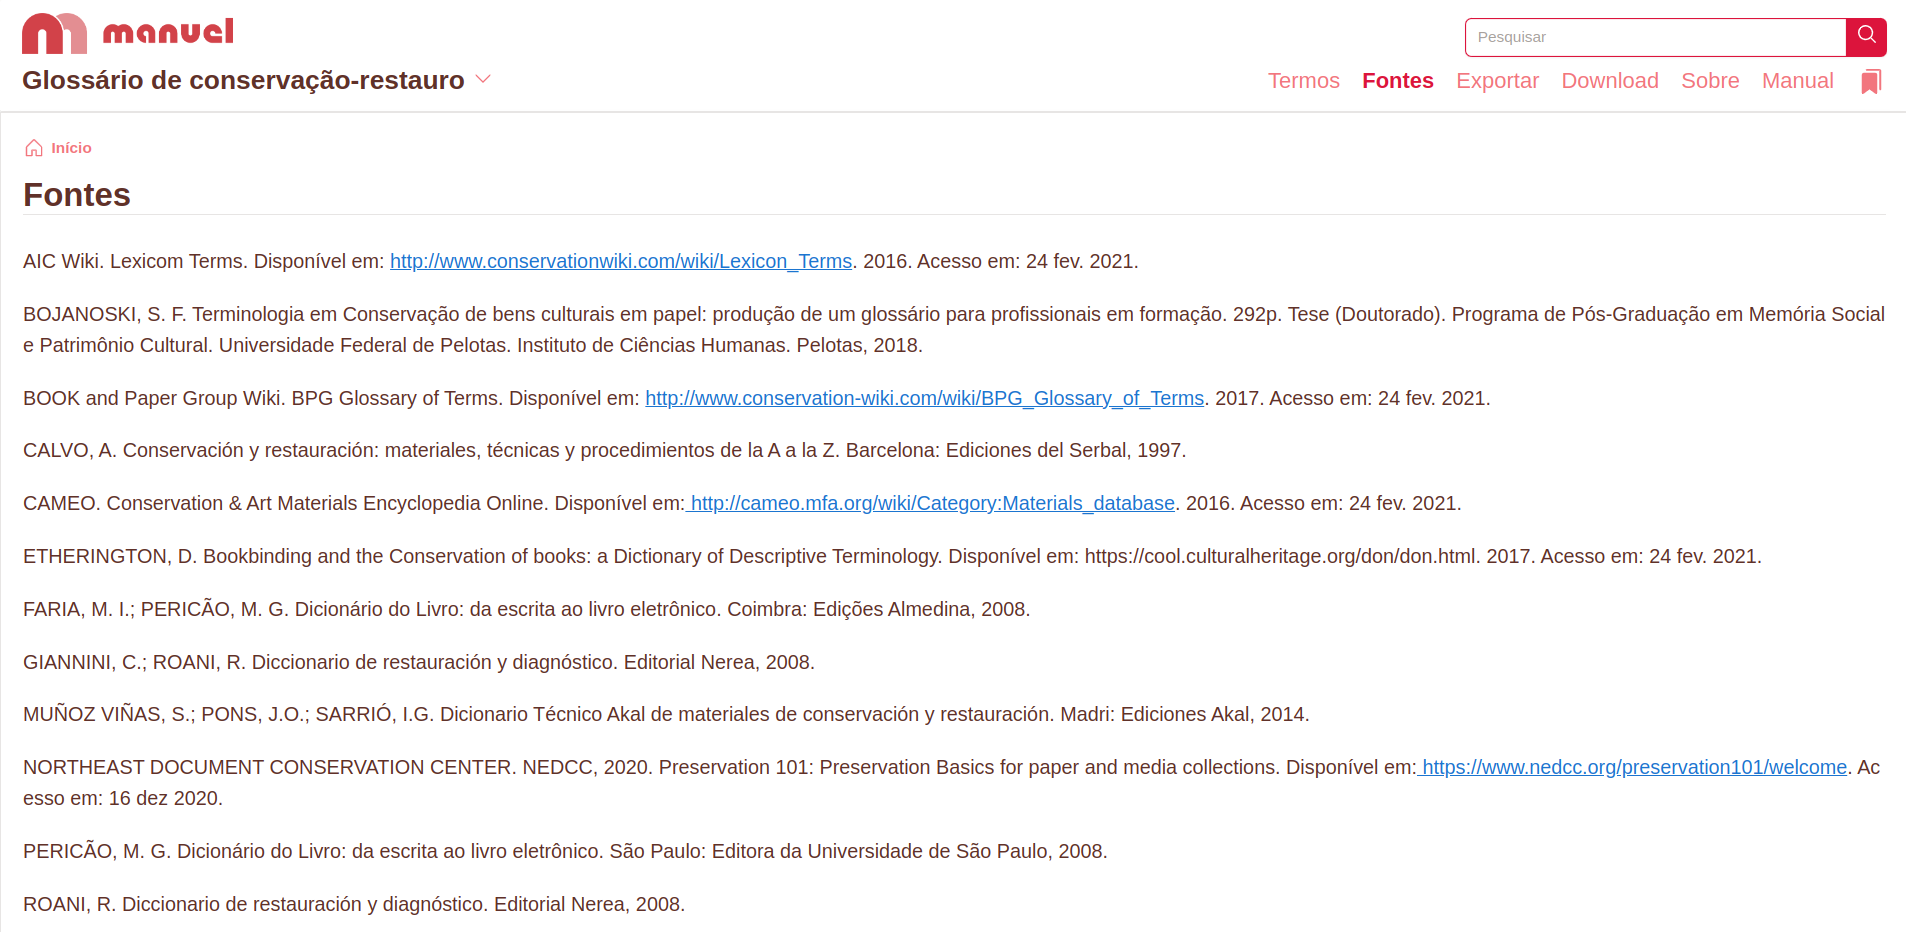 manuel
Pesquisar
Glossário de conservação-restauro
Termos Fontes Exportar Download Sobre Manual
Início
Fontes
AIC Wiki. Lexicom Terms. Disponível em: http://www.conservationwiki.com/wiki/Lexicon_Terms. 2016. Acesso em: 24 fev. 2021.
BOJANOSKI, S. F. Terminologia em Conservação de bens culturais em papel: produção de um glossário para profissionais em formação. 292p. Tese (Doutorado). Programa de Pós-Graduação em Memória Social
e Patrimônio Cultural. Universidade Federal de Pelotas. Instituto de Ciências Humanas. Pelotas, 2018.
BOOK and Paper Group Wiki. BPG Glossary of Terms. Disponível em: http://www.conservation-wiki.com/wiki/BPG_Glossary_of_Terms. 2017. Acesso em: 24 fev. 2021.
CALVO, A. Conservación y restauración: materiales, técnicas y procedimientos de la A a la Z. Barcelona: Ediciones del Serbal, 1997.
CAMEO. Conservation & Art Materials Encyclopedia Online. Disponível em: http://cameo.mfa.org/wiki/Category:Materials_database. 2016. Acesso em: 24 fev. 2021.
ETHERINGTON, D. Bookbinding and the Conservation of books: a Dictionary of Descriptive Terminology. Disponível em: https://cool.culturalheritage.org/don/don.html. 2017. Acesso em: 24 fev. 2021.
FARIA, M. I.; PERICÃO, M. G. Dicionário do Livro: da escrita ao livro eletrônico. Coimbra: Edições Almedina, 2008.
GIANNINI, C.; ROANI, R. Diccionario de restauración y diagnóstico. Editorial Nerea, 2008.
MUÑOZ VIÑAS, S.; PONS, J.O.; SARRIÓ, I.G. Dicionario Técnico Akal de materiales de conservación y restauración. Madri: Ediciones Akal, 2014.
NORTHEAST DOCUMENT CONSERVATION CENTER. NEDCC, 2020. Preservation 101: Preservation Basics for paper and media collections. Disponível em: https://www.nedcc.org/preservation101/welcome. Ac
esso em: 16 dez 2020.
PERICÃO, M. G. Dicionário do Livro: da escrita ao livro eletrônico. São Paulo: Editora da Universidade de São Paulo, 2008.
ROANI, R. Diccionario de restauración y diagnóstico. Editorial Nerea, 2008.